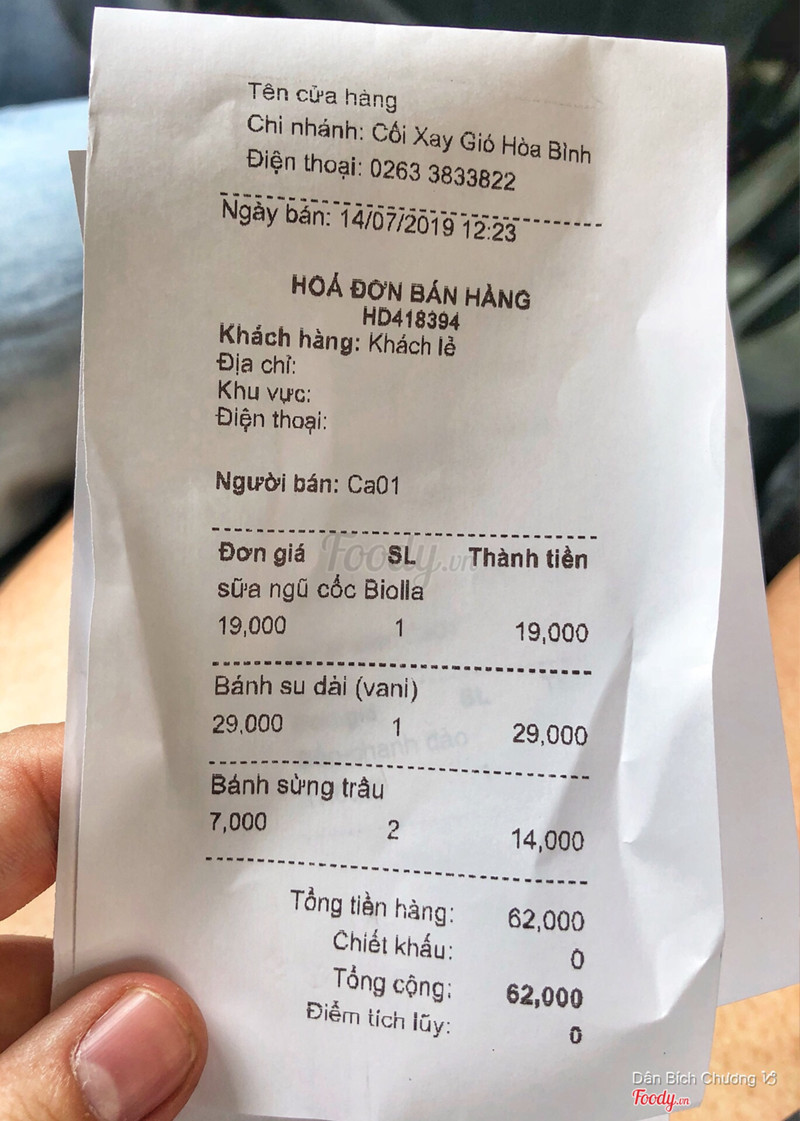 Tên cửa hàng
Chi nhánh: Cối Xay Gió Hòa Bình
Điện thoại: 0263 3833822
Ngày bán: 14/07/2019 12:23
HOÁ ĐƠN BÁN HÀNG
HD418394
Khách hàng: Khách lẻ
Địa chỉ:
Khu vực:
Điện thoại:
Người bán: Ca01
Đơn giá SL Thành tiền
sữa ngũ cốc Biolla
19,000 1 19,000
Bánh su dài (vani)
29,000 1 29,000
Bánh sừng trâu
7,000 2 14,000
Tổng tiền hàng: 62,000
Chiết khấu: 0
Tổng cộng: 62,000
Điểm tích lũy: 0
Foody.vn
Dân Bích Chương
Foody.vn